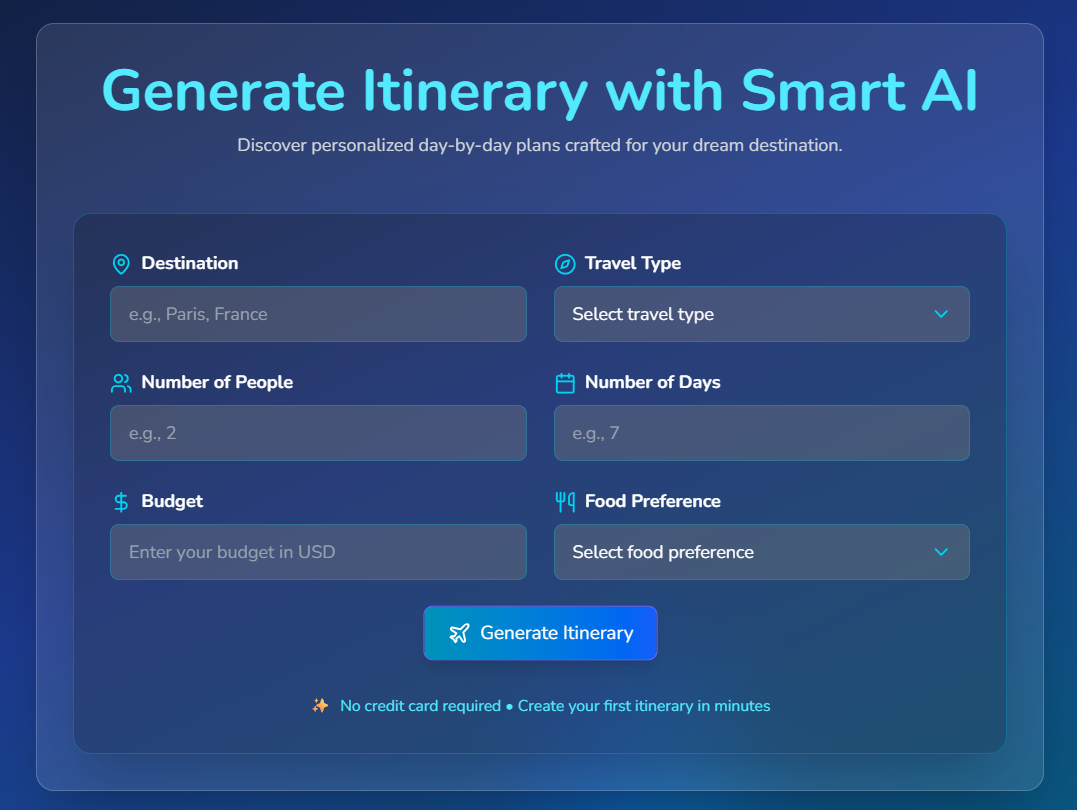 Generate Itinerary with Smart AI
Discover personalized day-by-day plans crafted for your dream destination.
Destination
Travel Type
e.g., Paris, France
Select travel type
Number of People
Number of Days
e.g., 2
e.g., 7
Budget
Food Preference
Enter your budget in USD
Select food preference
Generate Itinerary
✨ No credit card required • Create your first itinerary in minutes